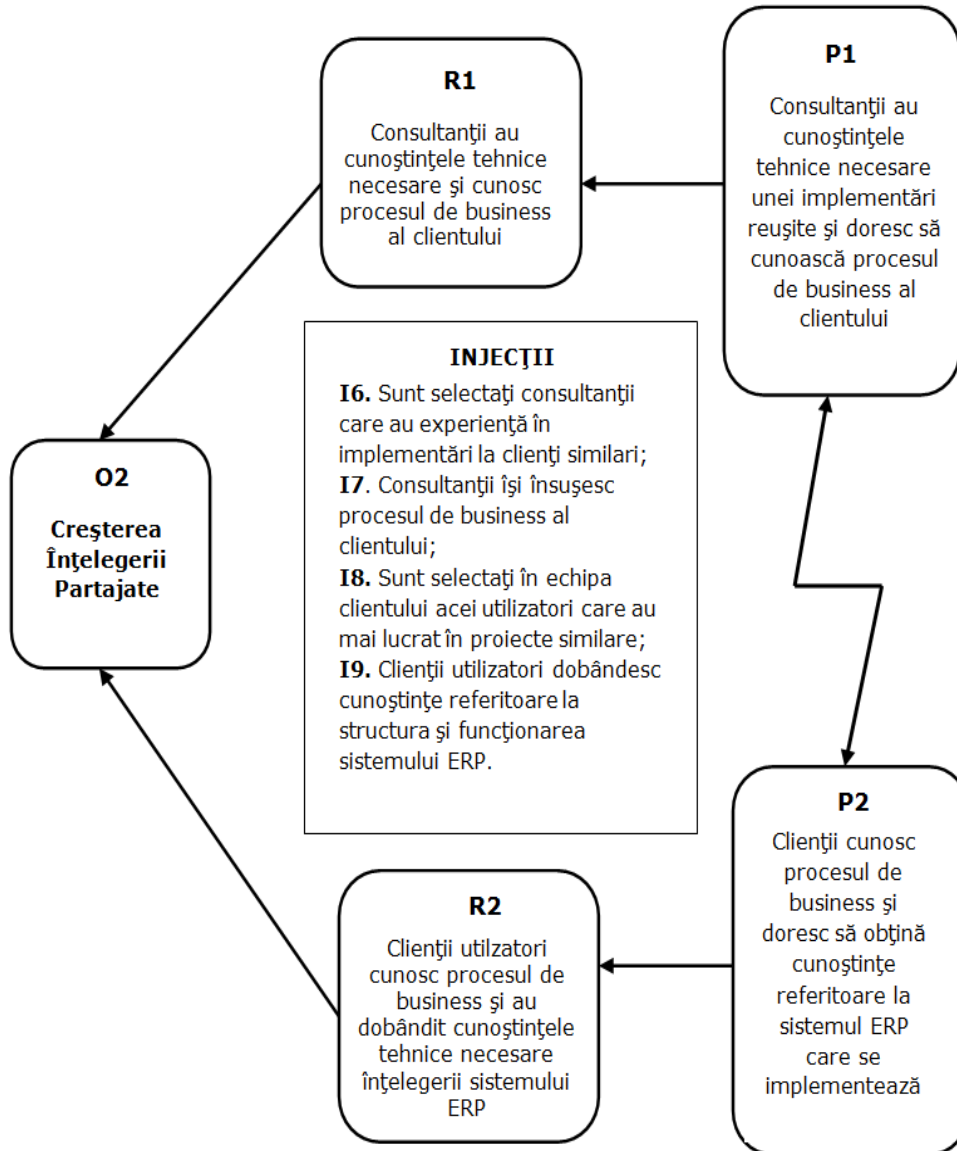 R1
Consultanţii au
cunoştinţele tehnice
necesare şi cunosc
procesul de business
al clientului
P1
Consultanţii au
cunoştinţele
tehnice necesare
unei implementări
reuşite şi doresc să
cunoască procesul
de business al
clientului
INJECŢII
I6. Sunt selectaţi consultanţii
care au experienţă în
implementări la clienţi similari;
I7. Consultanţii îşi însuşesc
procesul de business al
clientului;
I8. Sunt selectaţi în echipa
clientului acei utilizatori care au
mai lucrat în proiecte similare;
I9. Clienţii utilizatori dobândesc
cunoştinţe referitoare la
structura şi funcţionarea
sistemului ERP.
O2
Creşterea
Înţelegerii
Partajate
R2
Clienţii utilzatori
cunosc procesul de
business şi au
dobândit cunoştinţele
tehnice necesare
înţelegerii sistemului
ERP
P2
Clienţii cunosc
procesul de
business şi
doresc să obţină
cunoştinţe
referitoare la
sistemul ERP
care se
implementează